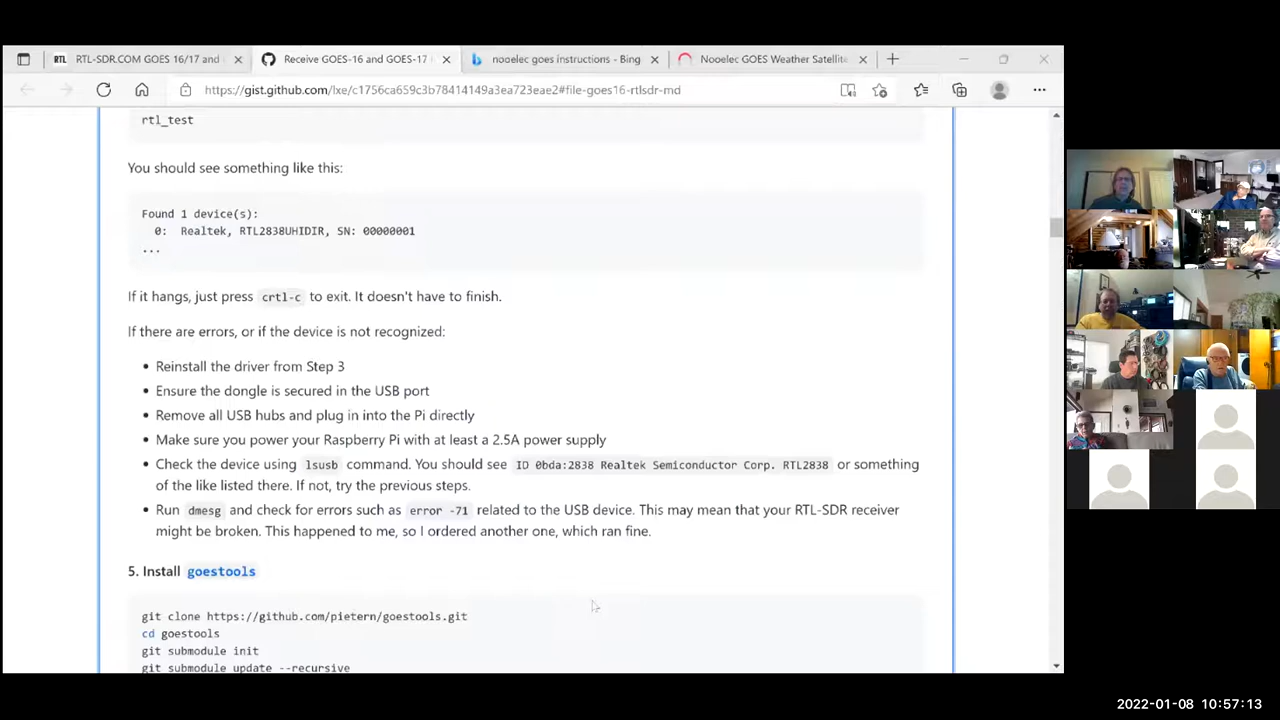 RTL-SDR.COM GOES 16/17 and
Receive GOES-16 and GOES-17
nooelec goes instructions - Bing
Nooelec GOES Weather Satellite
https://gist.github.com/lxe/c1756ca659c3b78414149a3ea723eae2#file-goes16-rtlsdr-md
rtl_test
You should see something like this:
Found 1 device(s):
0: Realtek, RTL2838UHIDIR, SN: 00000001
...
If it hangs, just press crtl-c to exit. It doesn't have to finish.
If there are errors, or if the device is not recognized:
• Reinstall the driver from Step 3
• Ensure the dongle is secured in the USB port
• Remove all USB hubs and plug in into the Pi directly
• Make sure you power your Raspberry Pi with at least a 2.5A power supply
• Check the device using lsusb command. You should see ID 0bda:2838 Realtek Semiconductor Corp. RTL2838 or something
of the like listed there. If not, try the previous steps.
• Run dmesg and check for errors such as error -71 related to the USB device. This may mean that your RTL-SDR receiver
might be broken. This happened to me, so I ordered another one, which ran fine.
5. Install goestools
git clone https://github.com/pietern/goestools.git
cd goestools
git submodule init
git submodule update --recursive
2022-01-08 10:57:13